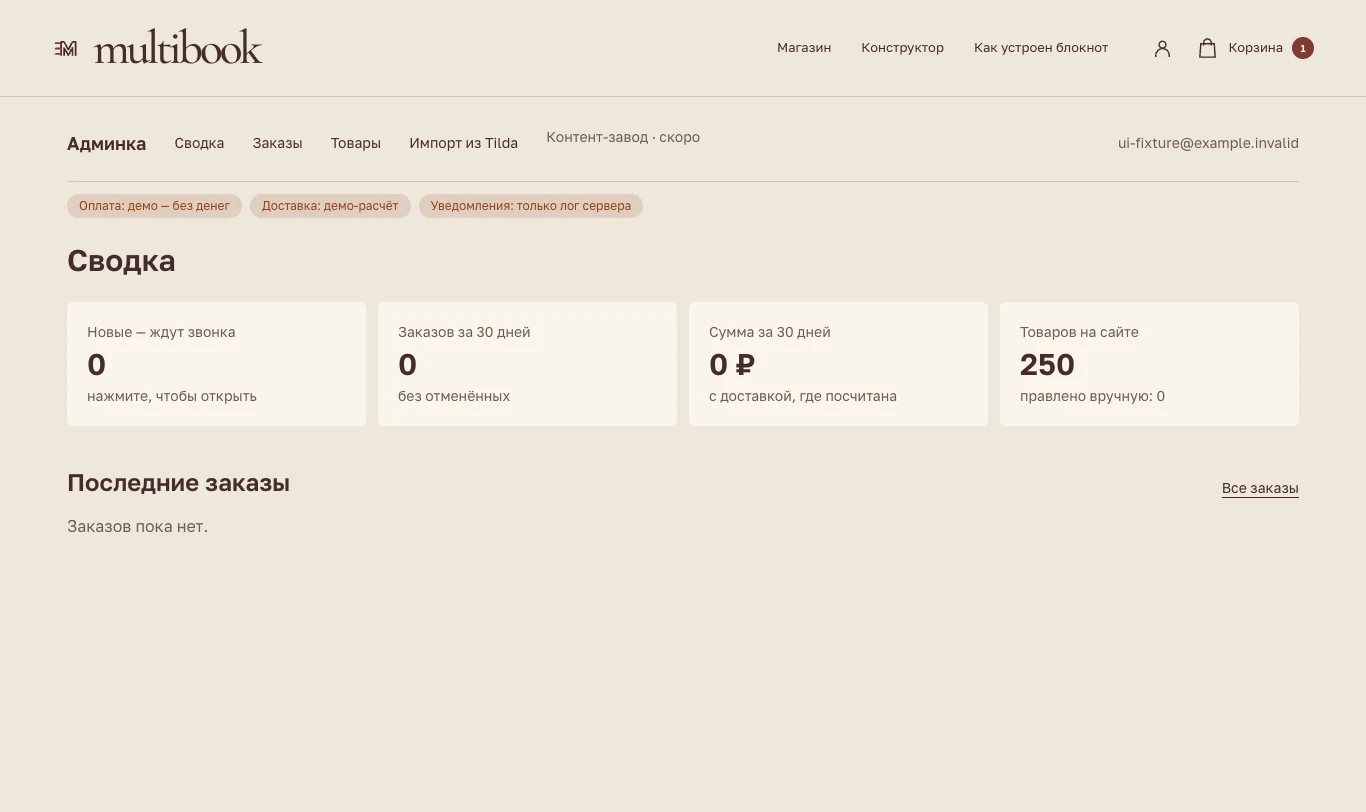 multibook
Магазин Конструктор Как устроен блокнот Корзина 1
Админка Сводка Заказы Товары Импорт из Tilda Контент-завод · скоро ui-fixture@example.invalid
Оплата: демо — без денег Доставка: демо-расчёт Уведомления: только лог сервера
Сводка
Новые — ждут звонка
0
нажмите, чтобы открыть
Заказов за 30 дней
0
без отменённых
Сумма за 30 дней
0 ₽
с доставкой, где посчитана
Товаров на сайте
250
правлено вручную: 0
Последние заказы
Все заказы
Заказов пока нет.